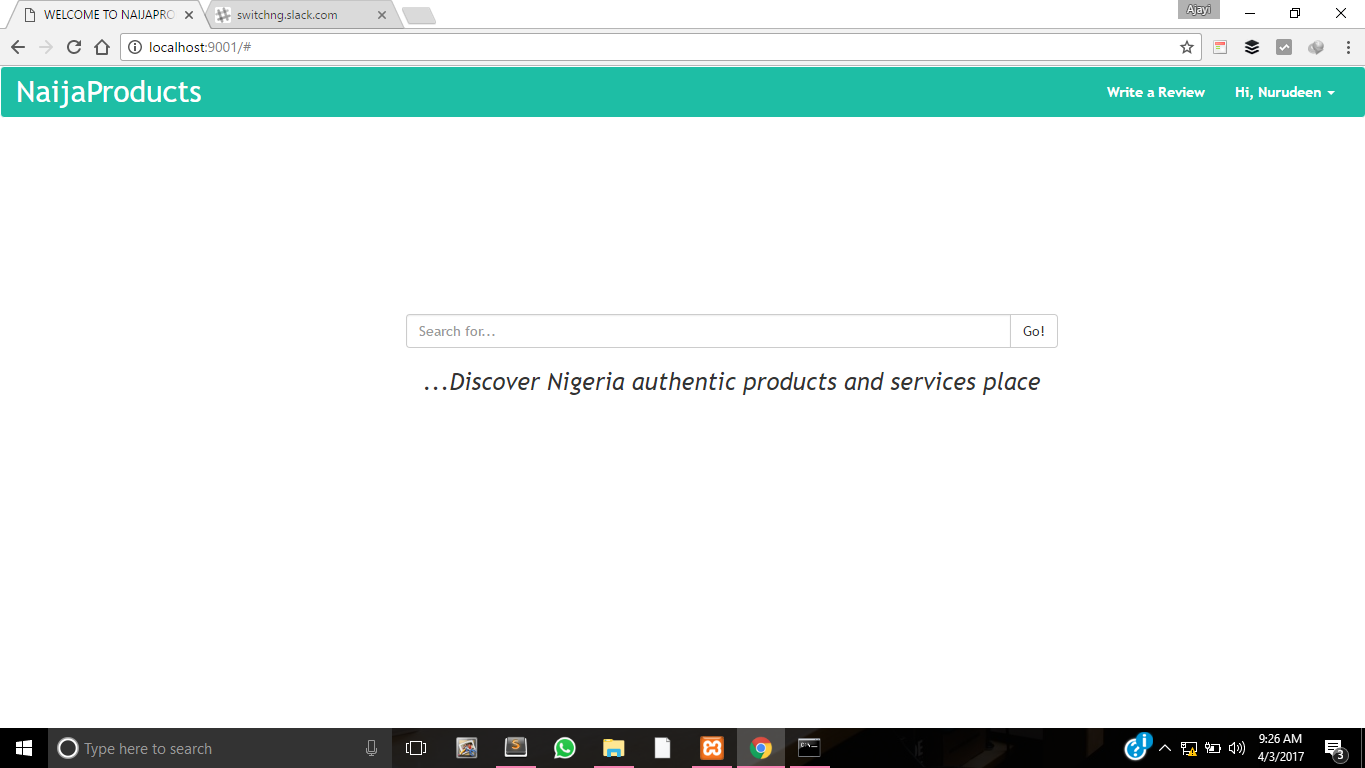 WELCOME TO NAIJAPRO
switchng.slack.com
Ajayi
localhost:9001/#
NaijaProducts
Write a Review
Hi, Nurudeen
Search for...
Go!
...Discover Nigeria authentic products and services place
Type here to search
9:26 AM
4/3/2017
3